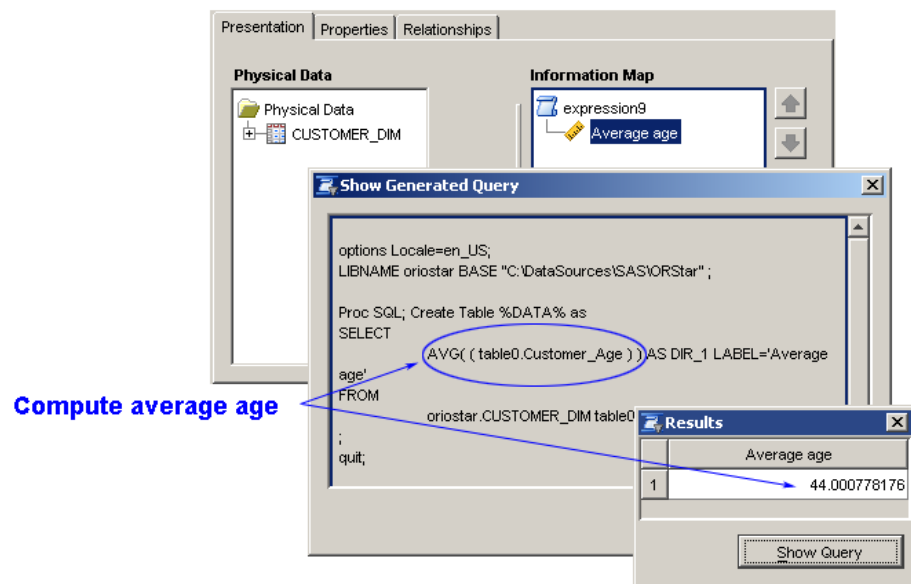 Presentation Properties Relationships
Physical Data Information Map
Physical Data
CUSTOMER_DIM
expression9
Average age
Show Generated Query
options Locale=en_US;
LIBNAME oriostar BASE "C:\DataSources\SAS\ORStar" ;
Proc SQL; Create Table %DATA% as
SELECT
AVG( ( table0.Customer_Age ) ) AS DIR_1 LABEL='Average
age'
FROM
oriostar.CUSTOMER_DIM table0
;
quit;
Compute average age
Results
Average age
1 44.000778176
Show Query